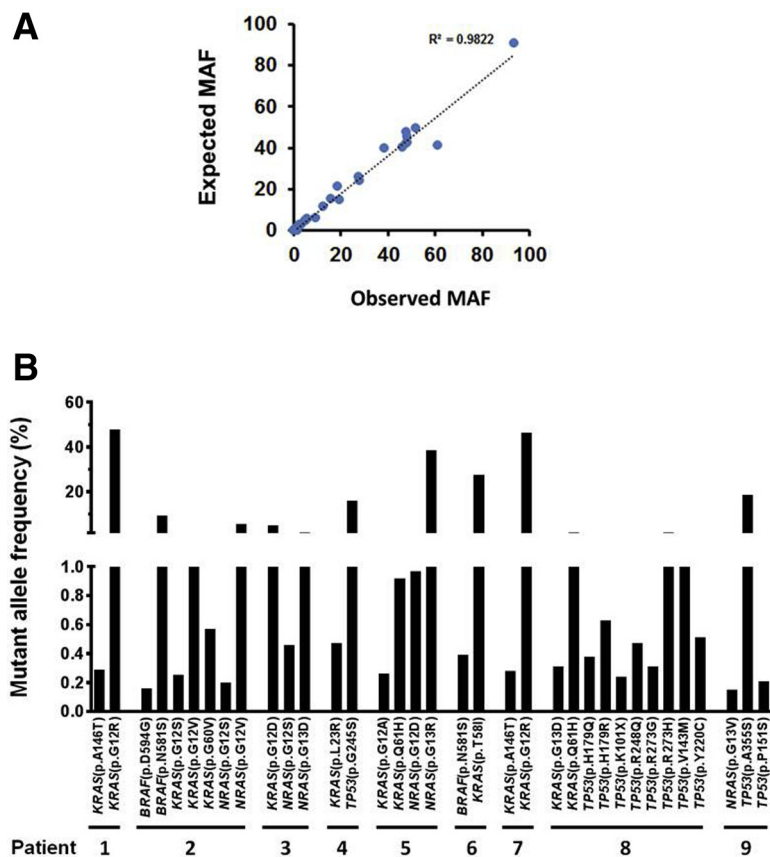 A
100
80
60
40
20
0
Expected MAF
R² = 0.9822
0 20 40 60 80 100
Observed MAF
B
Mutant allele frequency (%)
60
40
20
1.0
0.8
0.6
0.4
0.2
0.0
KRAS(p.A146T)
KRAS(p.G12R)
BRAF(p.D594G)
BRAF(p.N581S)
KRAS(p.G12S)
KRAS(p.G12V)
KRAS(p.G60V)
NRAS(p.G12S)
NRAS(p.G12V)
KRAS(p.G12D)
NRAS(p.G12S)
NRAS(p.G13D)
KRAS(p.L23R)
TP53(p.G245S)
KRAS(p.G12A)
KRAS(p.Q61H)
NRAS(p.G12D)
NRAS(p.G13R)
BRAF(p.N581S)
KRAS(p.T58I)
KRAS(p.A146T)
KRAS(p.G12R)
KRAS(p.G13D)
KRAS(p.Q61H)
TP53(p.H179Q)
TP53(p.H179R)
TP53(p.K101X)
TP53(p.R248Q)
TP53(p.R273G)
TP53(p.R273H)
TP53(p.V143M)
TP53(p.Y220C)
NRAS(p.G13V)
TP53(p.A355S)
TP53(p.P151S)
Patient 1 2 3 4 5 6 7 8 9